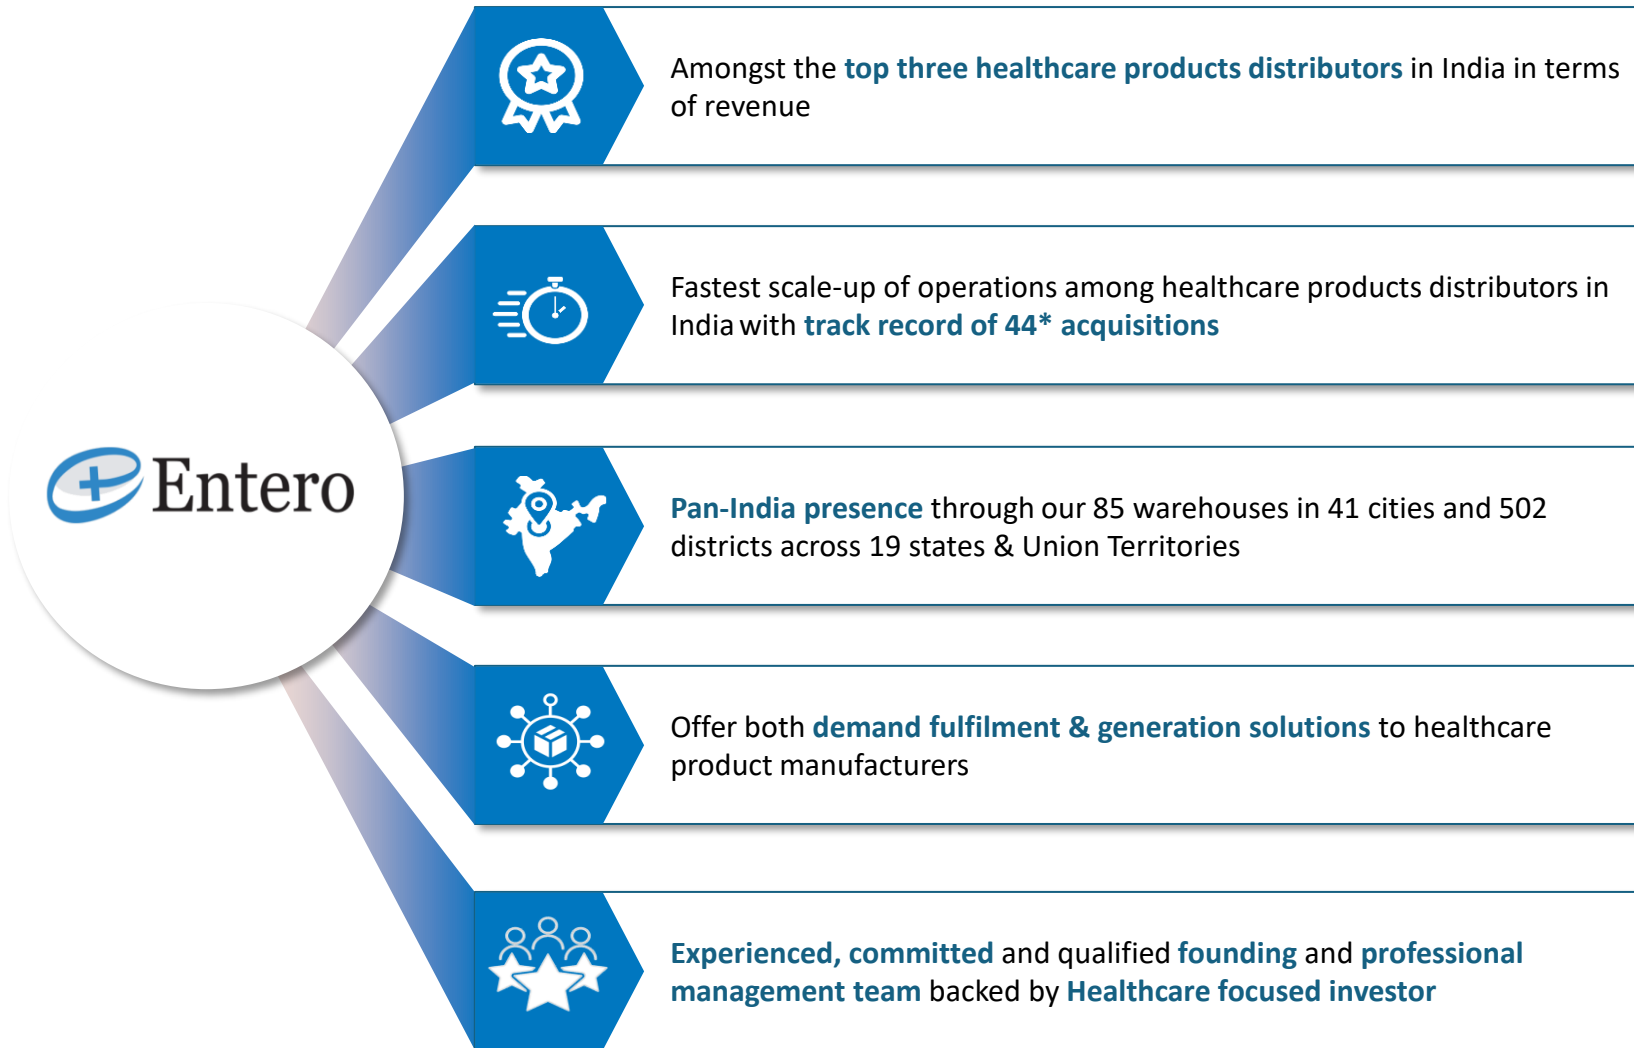 Amongst the top three healthcare products distributors in India in terms
of revenue
Fastest scale-up of operations among healthcare products distributors in
India with track record of 44* acquisitions
Entero
Pan-India presence through our 85 warehouses in 41 cities and 502
districts across 19 states & Union Territories
Offer both demand fulfilment & generation solutions to healthcare
product manufacturers
Experienced, committed and qualified founding and professional
management team backed by Healthcare focused investor